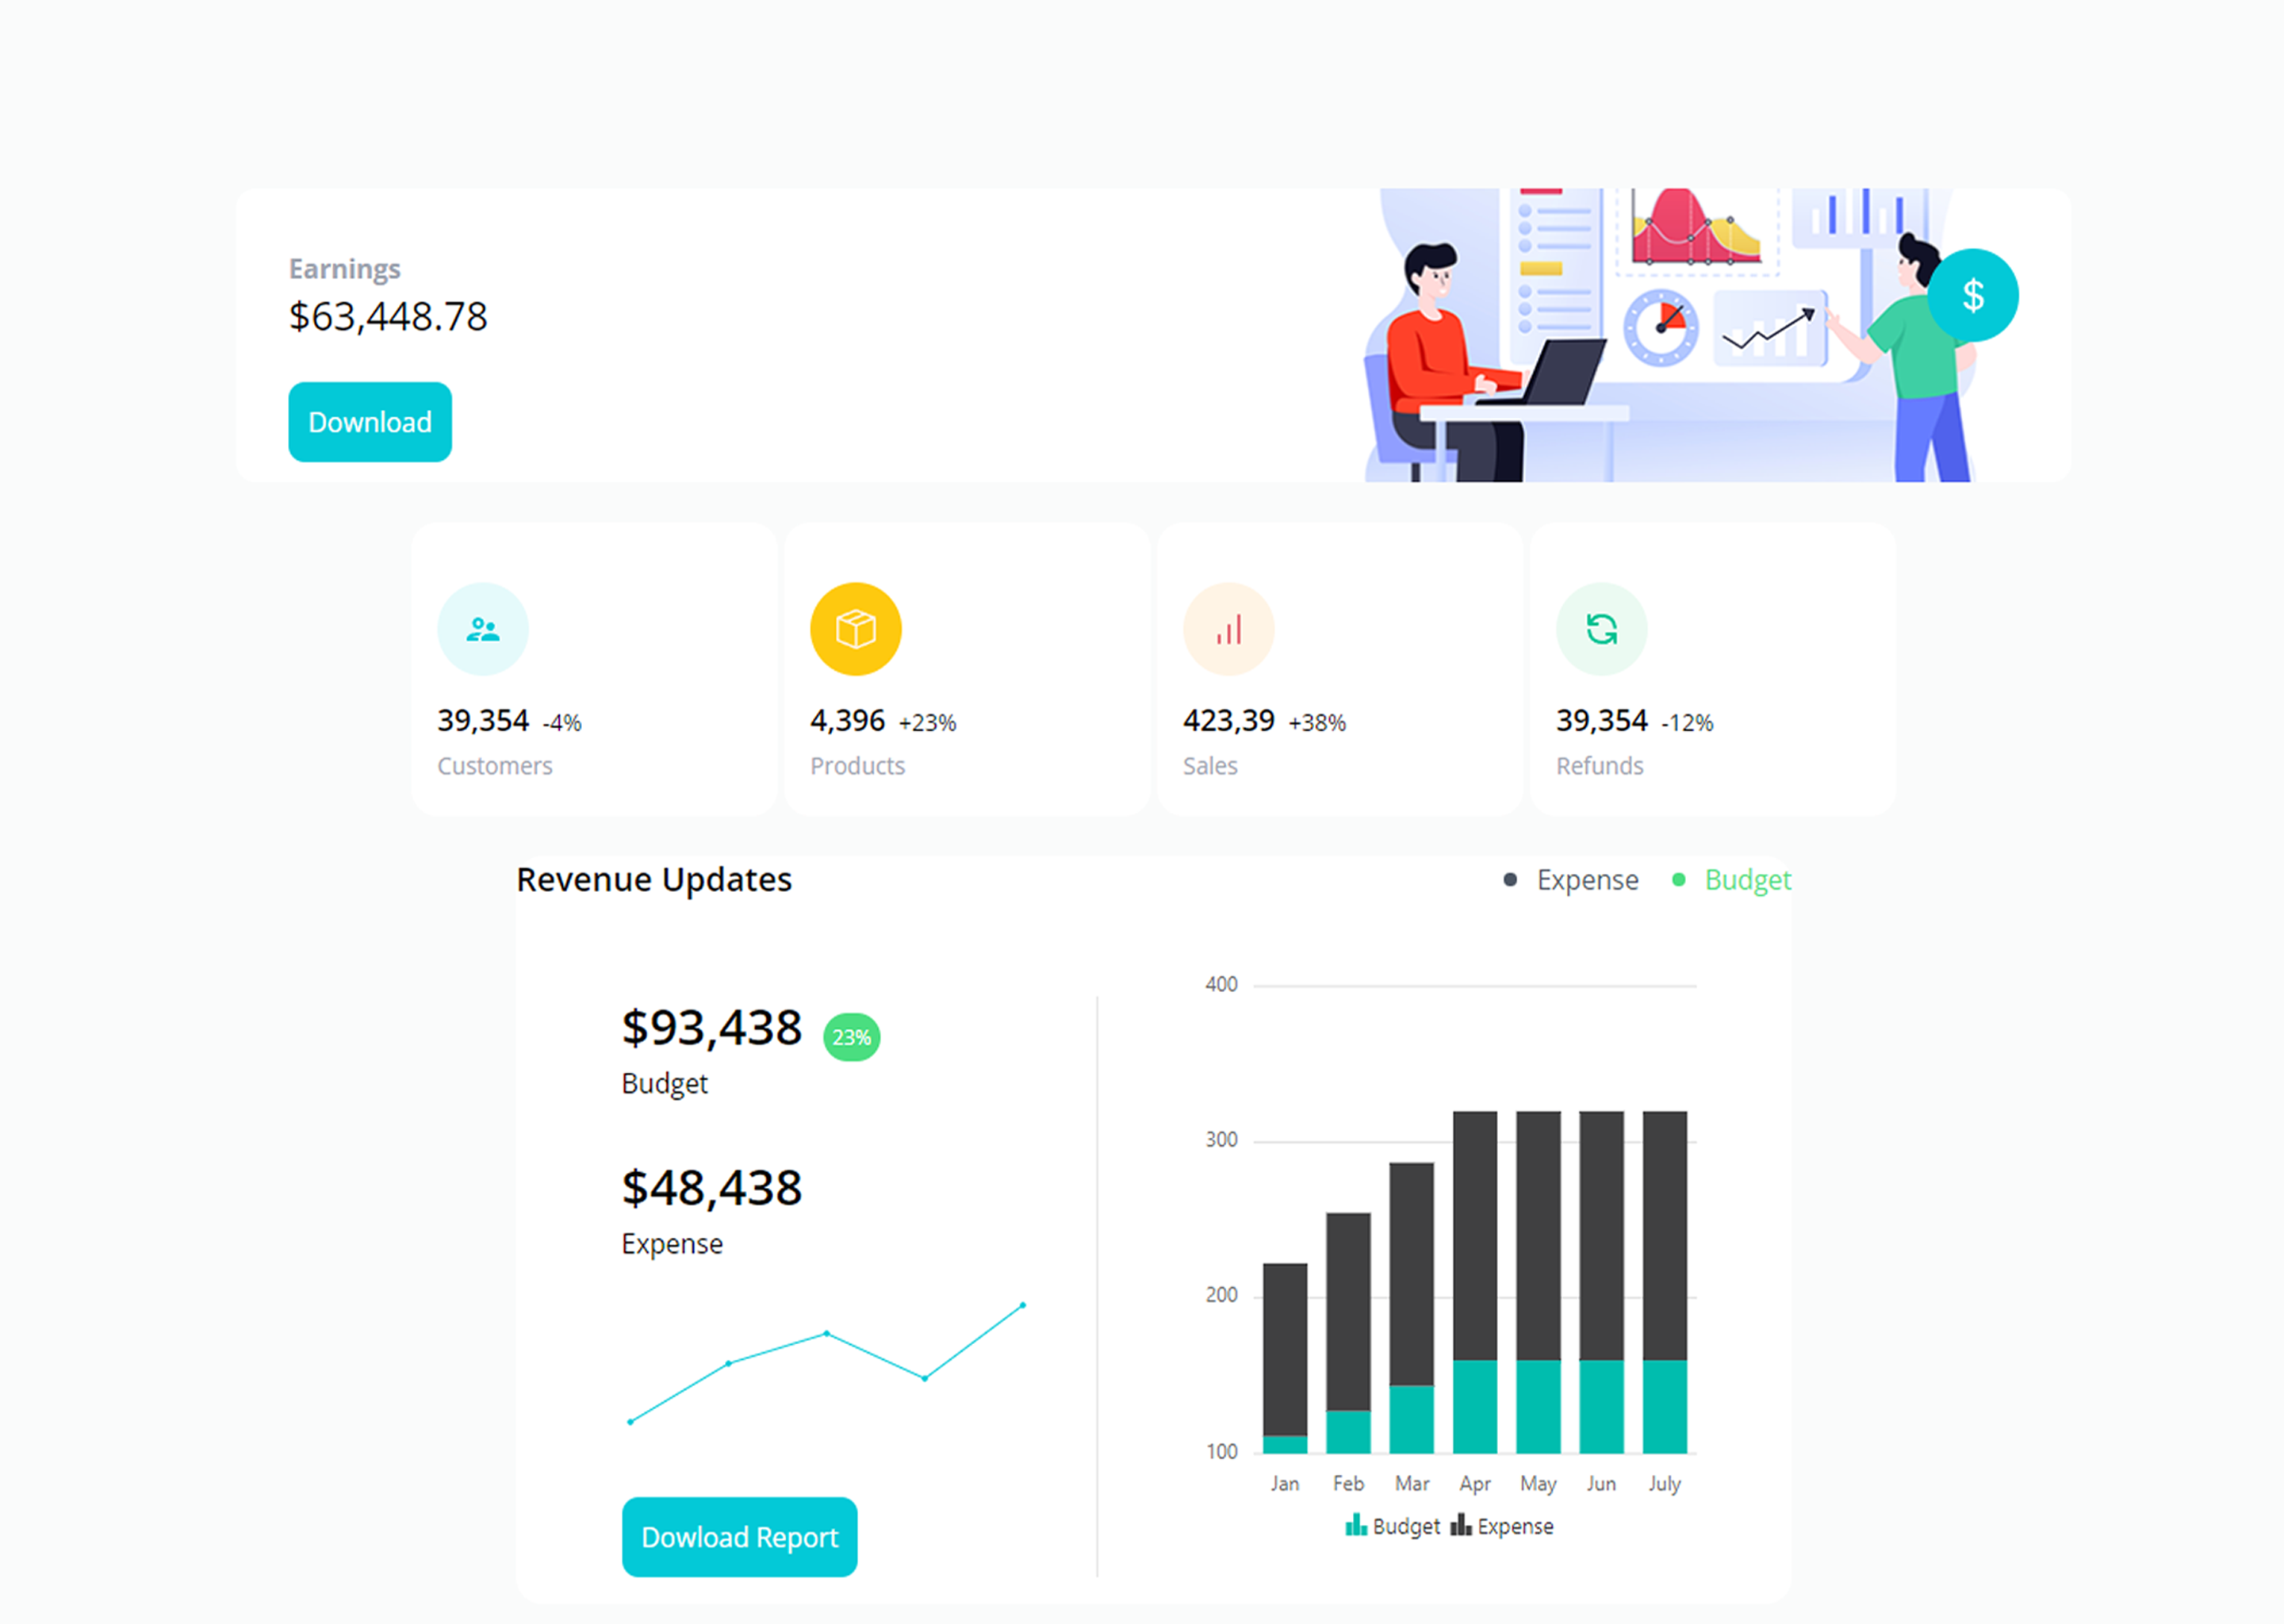 Earnings
$63,448.78
$
Download
39,354 -4%
Customers
4,396 +23%
Products
423,39 +38%
Sales
39,354 -12%
Refunds
Revenue Updates
Expense
Budget
$93,438 23%
Budget
$48,438
Expense
Dowload Report
400
300
200
100
Jan Feb Mar Apr May Jun July
Budget Expense